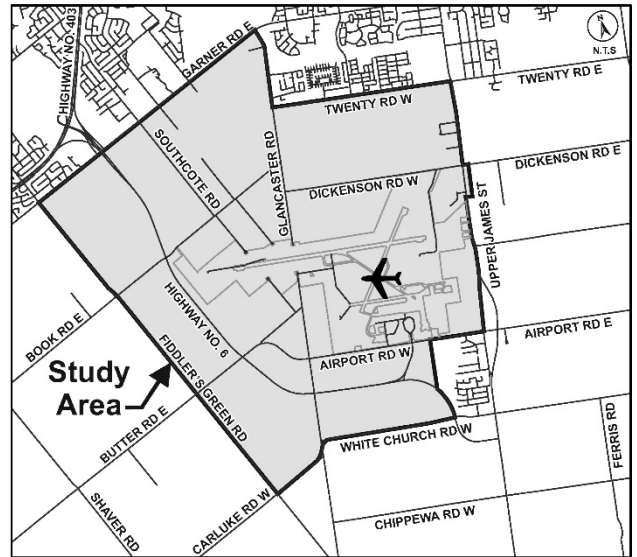 HIGHWAY NO. 403
GARNER RD E
N
N.T.S
TWENTY RD E
TWENTY RD W
SOUTHCOTE RD
GLANCASTER RD
DICKENSON RD E
DICKENSON RD W
UPPER JAMES ST
HIGHWAY NO. 6
BOOK RD E
AIRPORT RD E
AIRPORT RD W
Study
Area
FIDDLER'S GREEN RD
BUTTER RD E
WHITE CHURCH RD W
FERRIS RD
SHAVER RD
CARLUKE RD W
CHIPPEWA RD W